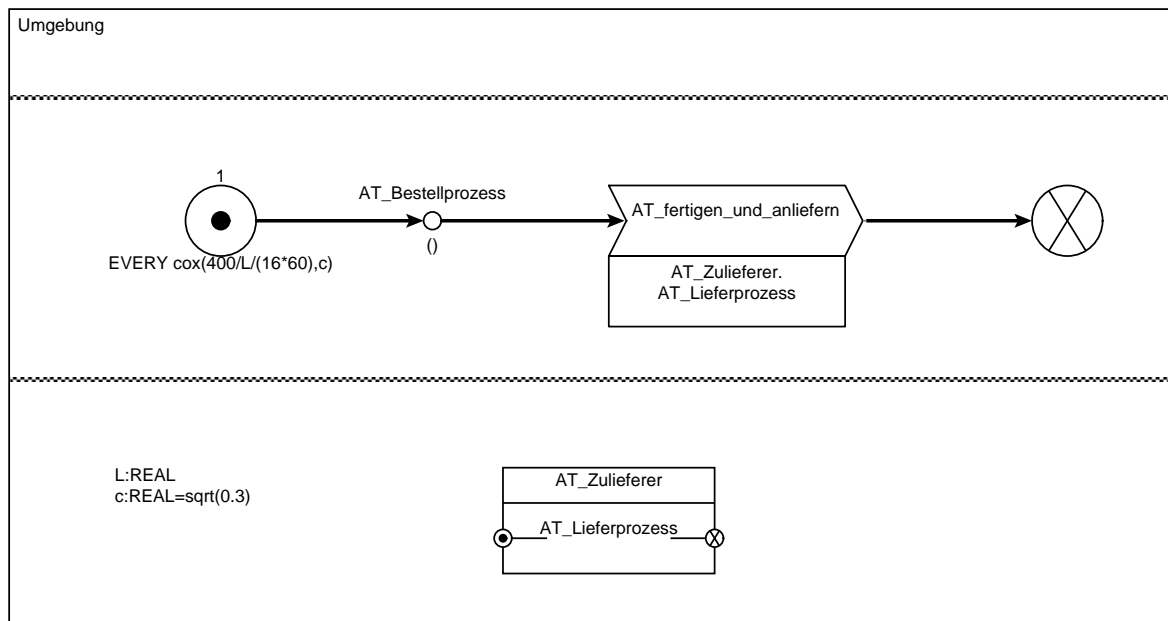 Umgebung
1
AT_Bestellprozess
AT_fertigen_und_anliefern
()
EVERY cox(400/L/(16*60),c)
AT_Zulieferer.
AT_Lieferprozess
L:REAL
c:REAL=sqrt(0.3)
AT_Zulieferer
AT_Lieferprozess